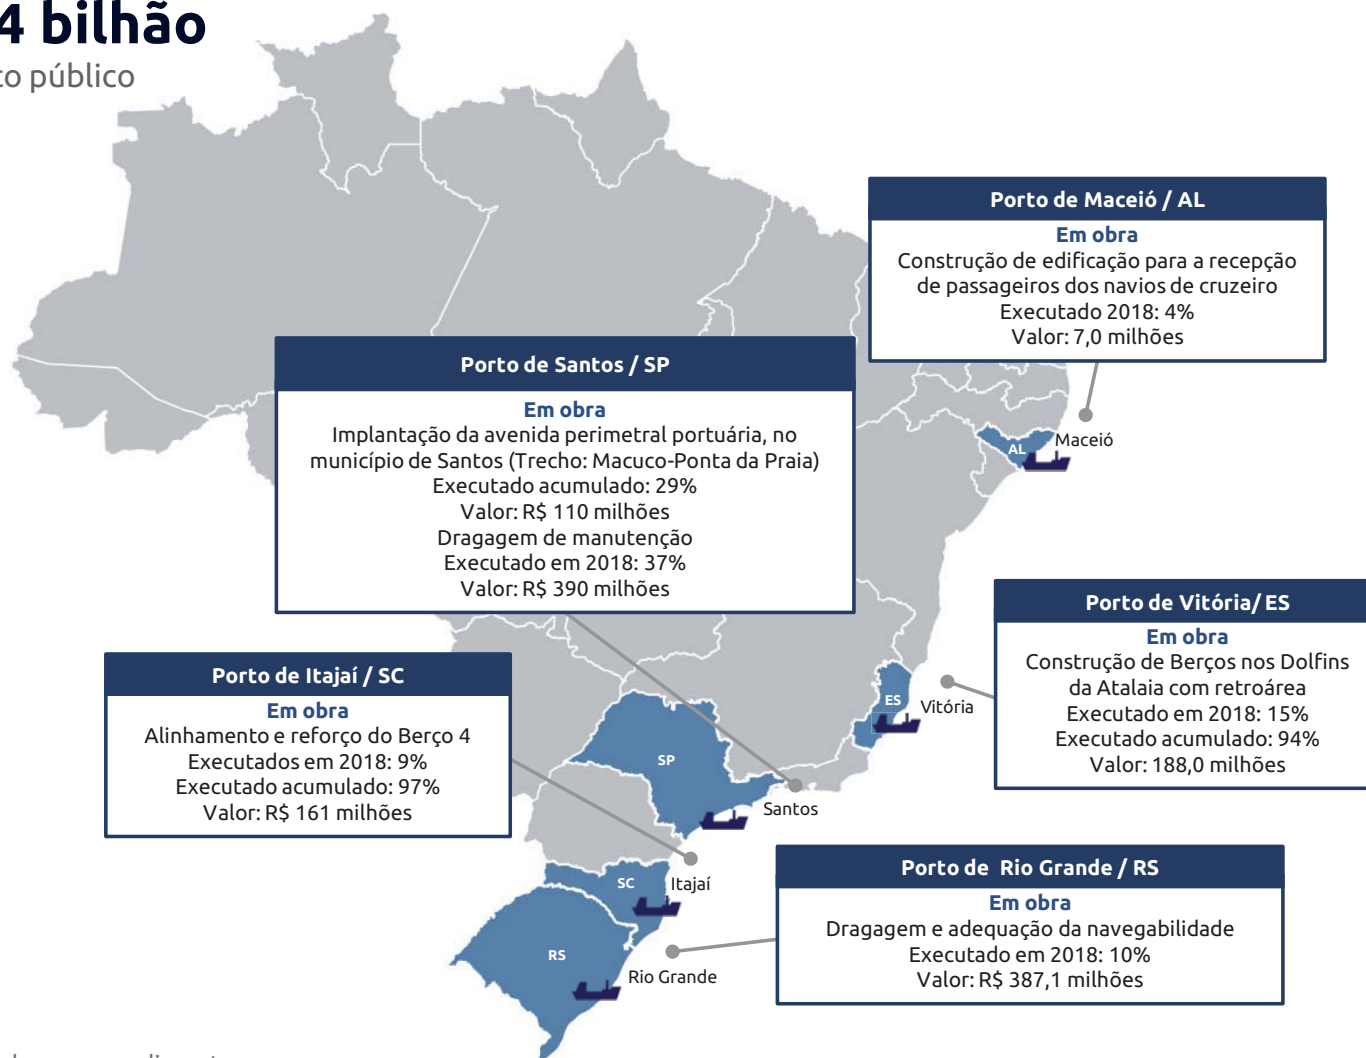 4 bilhão
to público
Porto de Maceió / AL
Em obra
Construção de edificação para a recepção
de passageiros dos navios de cruzeiro
Executado 2018: 4%
Valor: 7,0 milhões
Porto de Santos / SP
Em obra
Implantação da avenida perimetral portuária, no
município de Santos (Trecho: Macuco-Ponta da Praia)
Executado acumulado: 29%
Valor: R$ 110 milhões
Dragagem de manutenção
Executado em 2018: 37%
Valor: R$ 390 milhões
AL
Maceió
Porto de Vitória/ ES
Em obra
Construção de Berços nos Dolfins
da Atalaia com retroárea
Executado em 2018: 15%
Executado acumulado: 94%
Valor: 188,0 milhões
ES
Vitória
Porto de Itajaí / SC
Em obra
Alinhamento e reforço do Berço 4
Executados em 2018: 9%
Executado acumulado: 97%
Valor: R$ 161 milhões
SP
Santos
SC
Itajaí
Porto de Rio Grande / RS
Em obra
Dragagem e adequação da navegabilidade
Executado em 2018: 10%
Valor: R$ 387,1 milhões
RS
Rio Grande